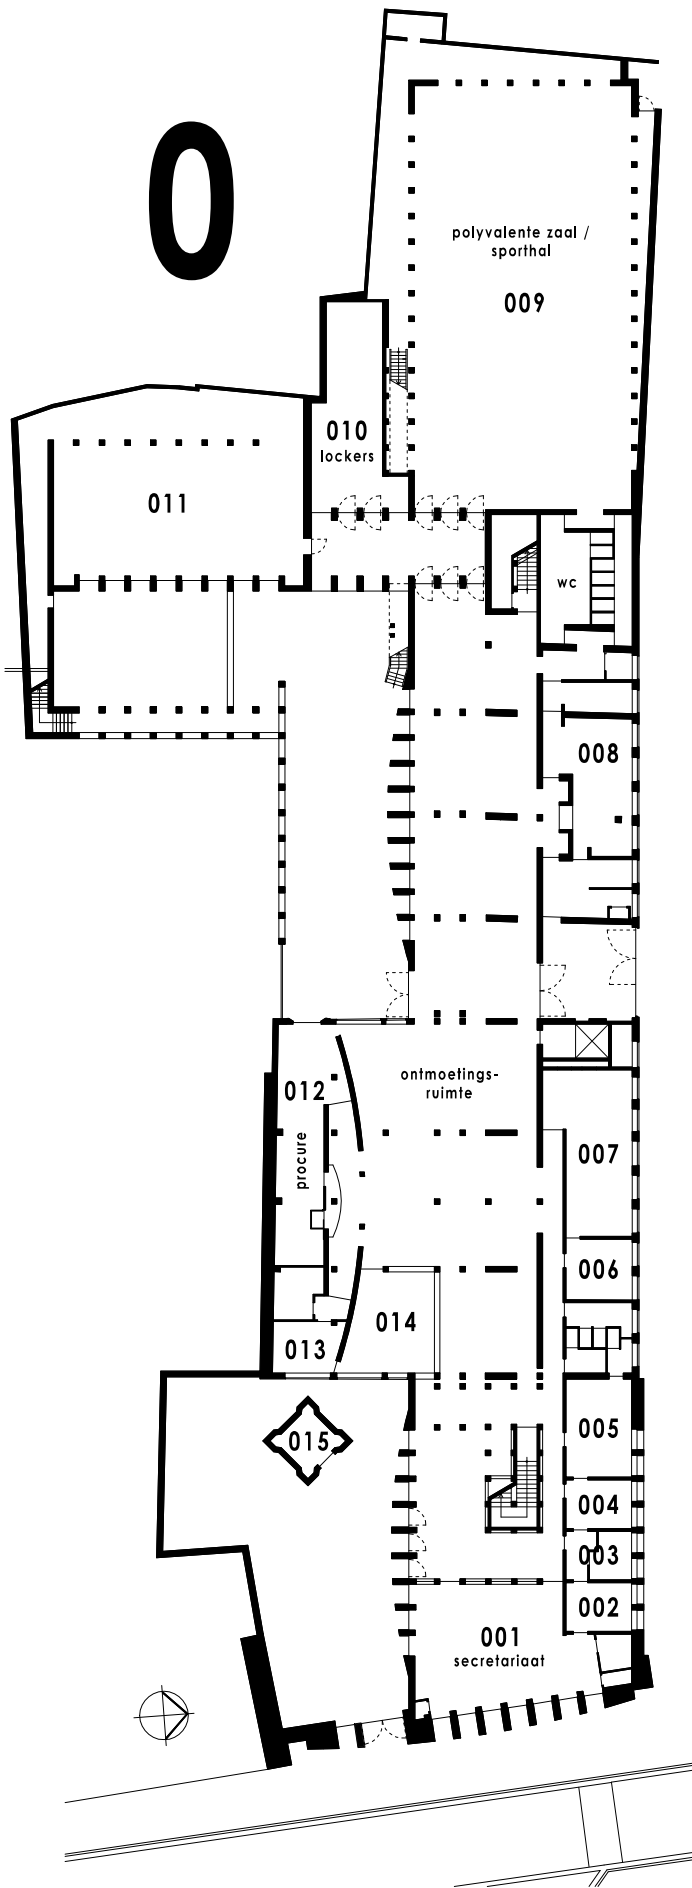 0
polyvalente zaal /
sporthal
009
010
lockers
011
wc
008
012
procure
ontmoetings-
ruimte
007
006
014
013
015
005
004
003
002
001
secretariaat